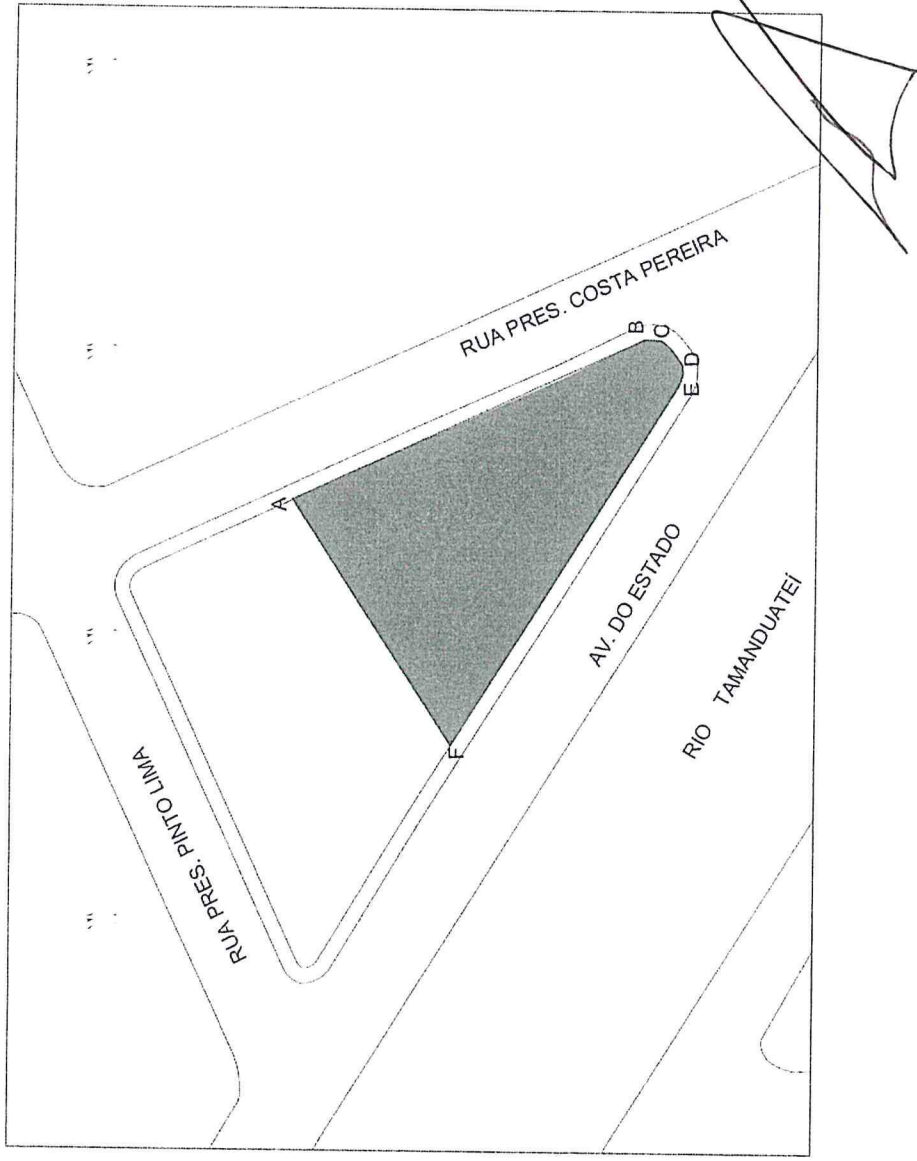 RUA PRES. PINTO LIMA
RUA PRES. COSTA PEREIRA
AV. DO ESTADO
RIO TAMANDUATEÍ
A
B
C
D
E
F